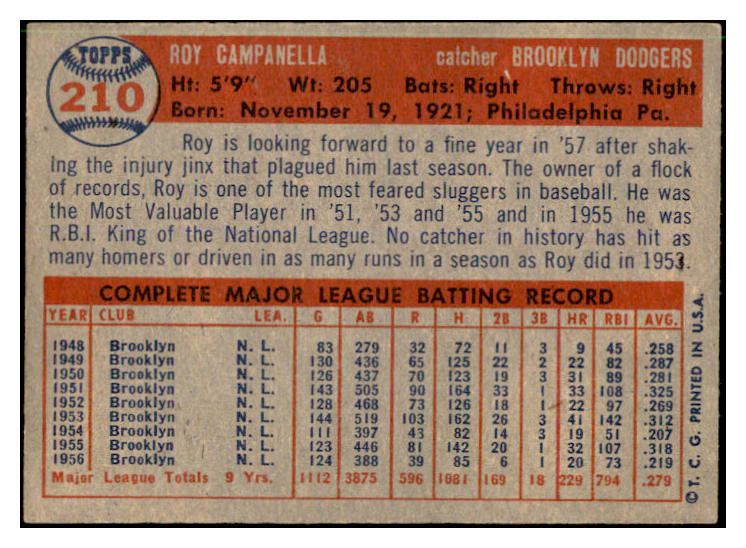 TOPPS
210
ROY CAMPANELLA catcher BROOKLYN DODGERS
Ht: 5'9" Wt: 205 Bats: Right Throws: Right
Born: November 19, 1921; Philadelphia Pa.
Roy is looking forward to a fine year in '57 after shak-
ing the injury jinx that plagued him last season. The owner of a flock
of records, Roy is one of the most feared sluggers in baseball. He was
the Most Valuable Player in '51, '53 and '55 and in 1955 he was
R.B.I. King of the National League. No catcher in history has hit as
many homers or driven in as many runs in a season as Roy did in 1953.
COMPLETE MAJOR LEAGUE BATTING RECORD
YEAR CLUB LEA. G AB R H 2B 3B HR RBI AVG.
1948 Brooklyn N. L. 83 279 32 72 11 3 9 45 .258
1949 Brooklyn N. L. 130 436 65 125 22 2 22 82 .287
1950 Brooklyn N. L. 126 437 70 123 19 3 31 89 .281
1951 Brooklyn N. L. 143 505 90 164 33 1 33 108 .325
1952 Brooklyn N. L. 128 468 73 126 18 1 22 97 .269
1953 Brooklyn N. L. 144 519 103 162 26 3 41 142 .312
1954 Brooklyn N. L. 111 397 43 82 14 3 19 51 .207
1955 Brooklyn N. L. 123 446 81 142 20 1 32 107 .318
1956 Brooklyn N. L. 124 388 39 85 6 1 20 73 .219
Major League Totals 9 Yrs. 1112 3875 596 1081 169 18 229 794 .279
© T. C. G. PRINTED IN U.S.A.